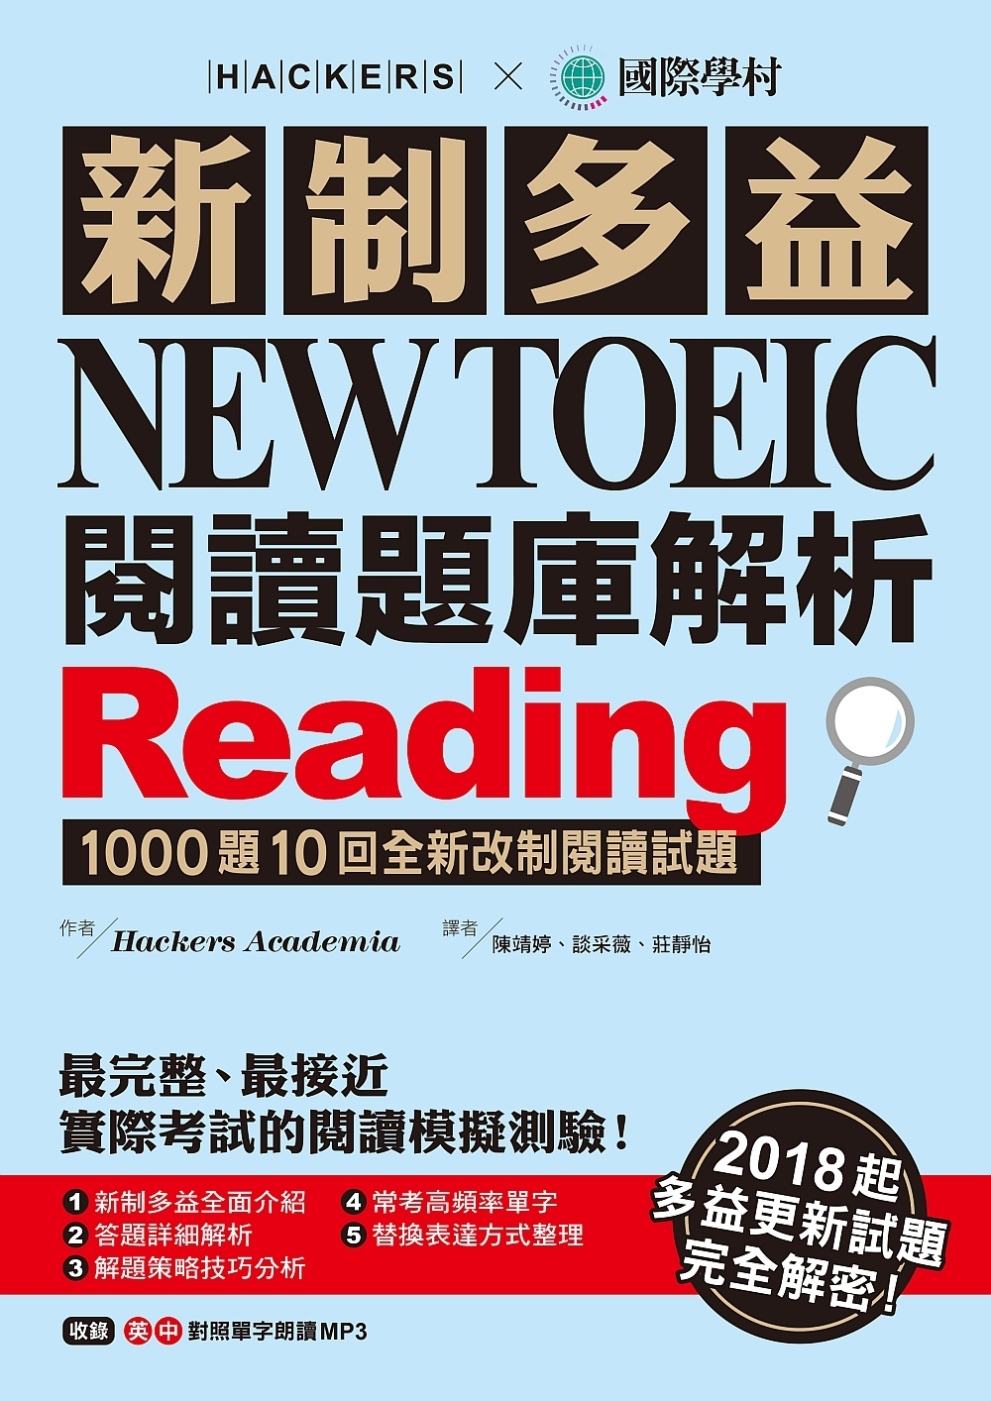 HACKERS × 國際學村
新制多益
NEW TOEIC
閱讀題庫解析
Reading
1000題10回全新改制閱讀試題
作者/Hackers Academia 譯者/陳靖婷、談采薇、莊靜怡
最完整、最接近
實際考試的閱讀模擬測驗！
1 新制多益全面介紹
2 答題詳細解析
3 解題策略技巧分析
4 常考高頻率單字
5 替換表達方式整理
2018起
多益更新試題
完全解密！
收錄 英中 對照單字朗讀MP3